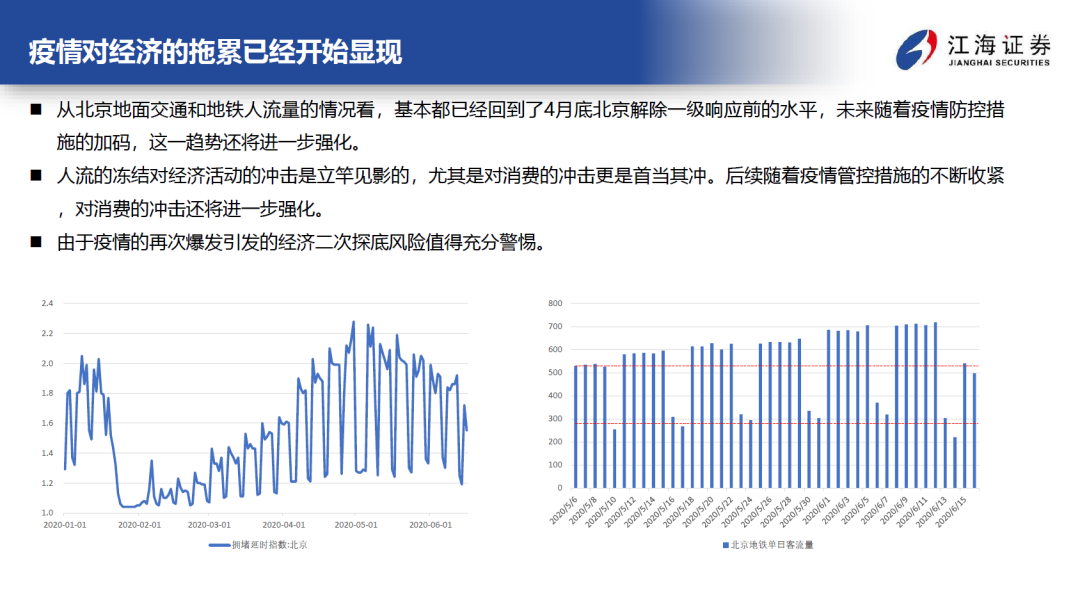 疫情对经济的拖累已经开始显现
江海证券
JIANGHAI SECURITIES
■ 从北京地面交通和地铁人流量的情况看，基本都已经回到了4月底北京解除一级响应前的水平，未来随着疫情防控措
施的加码，这一趋势还将进一步强化。
■ 人流的冻结对经济活动的冲击是立竿见影的，尤其是对消费的冲击更是首当其冲。后续随着疫情管控措施的不断收紧
，对消费的冲击还将进一步强化。
■ 由于疫情的再次爆发引发的经济二次探底风险值得充分警惕。
2.4
2.2
2.0
1.8
1.6
1.4
1.2
1.0
2020-01-01 2020-02-01 2020-03-01 2020-04-01 2020-05-01 2020-06-01
拥堵延时指数:北京
800
700
600
500
400
300
200
100
0
2020/5/6 2020/5/8 2020/5/10 2020/5/12 2020/5/14 2020/5/16 2020/5/18 2020/5/20 2020/5/22 2020/5/24 2020/5/26 2020/5/28 2020/5/30 2020/6/1 2020/6/3 2020/6/5 2020/6/7 2020/6/9 2020/6/11 2020/6/13 2020/6/15
北京地铁单日客流量